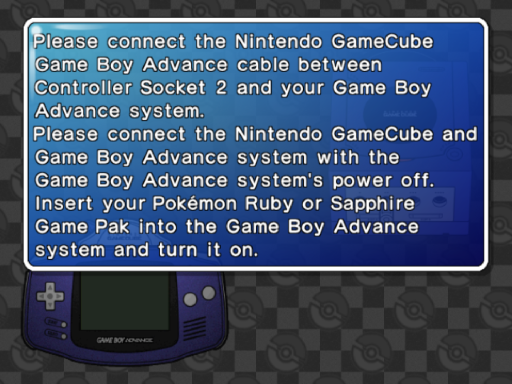 Please connect the Nintendo GameCube
Game Boy Advance cable between
Controller Socket 2 and your Game Boy
Advance system.
Please connect the Nintendo GameCube and
Game Boy Advance system with the
Game Boy Advance system's power off.
Insert your Pokémon Ruby or Sapphire
Game Pak into the Game Boy Advance
system and turn it on.
GAME BOY ADVANCE